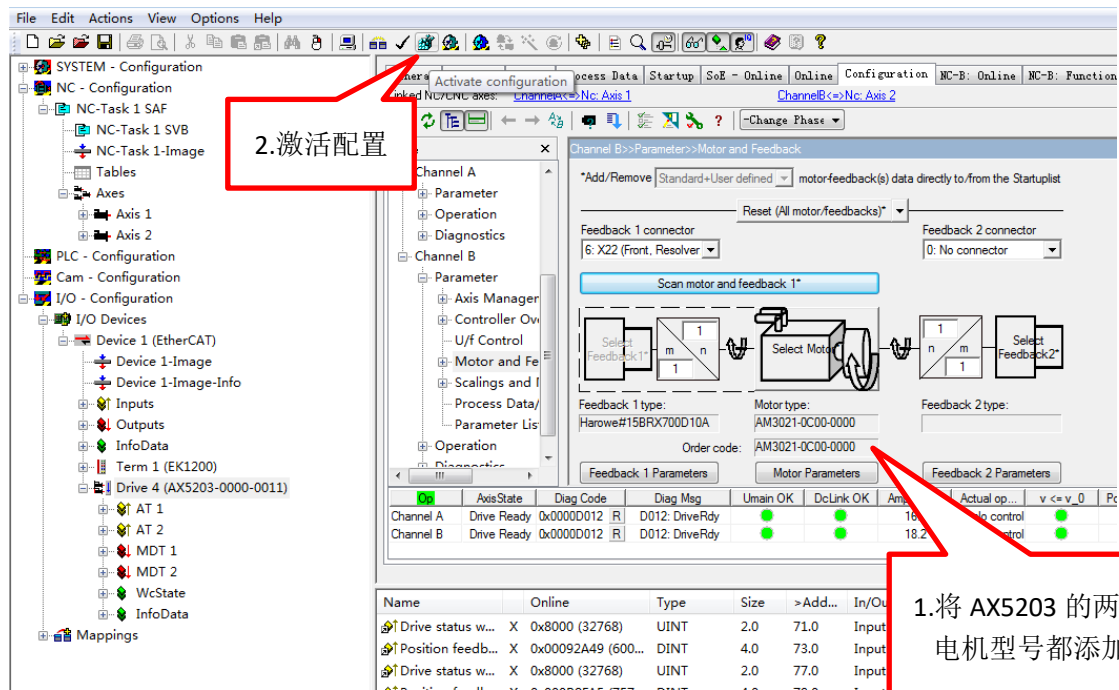 File Edit Actions View Options Help
SYSTEM - Configuration
NC - Configuration
NC-Task 1 SAF
NC-Task 1 SVB
NC-Task 1-Image
Tables
Axes
Axis 1
Axis 2
PLC - Configuration
Cam - Configuration
I/O - Configuration
I/O Devices
Device 1 (EtherCAT)
Device 1-Image
Device 1-Image-Info
Inputs
Outputs
InfoData
Term 1 (EK1200)
Drive 4 (AX5203-0000-0011)
AT 1
AT 2
MDT 1
MDT 2
WcState
InfoData
Mappings
Activate configuration
2.激活配置
Data Startup SoE - Online Online Configuration NC-B: Online NC-B: Function
NC/CNC axes: <=>Nc: Axis 1 ChannelB<=>Nc: Axis 2
-Change Phase
Channel A
Parameter
Operation
Diagnostics
Channel B
Parameter
Axis Manager
Controller Ov
U/f Control
Motor and Fe
Scalings and
Process Data/
Parameter Lis
Operation
Diagnostics
Channel B>>Parameter>>Motor and Feedback
*Add/Remove Standard+User defined motor-feedback(s) data directly to/from the Startuplist
Reset (All motor/feedbacks)*
Feedback 1 connector Feedback 2 connector
6: X22 (Front, Resolver 0: No connector
Scan motor and feedback 1*
Select Feedback1* m n 1 1 Select Motor n m 1 1 Select Feedback2*
Feedback 1 type: Motor type: Feedback 2 type:
Harowe#15BRX700D10A AM3021-0C00-0000
Order code: AM3021-0C00-0000
Feedback 1 Parameters Motor Parameters Feedback 2 Parameters
Op AxisState Diag Code Diag Msg Umain OK DcLink OK Actual op... v <= v_0
Channel A Drive Ready 0x0000D012 R D012: DriveRdy control
Channel B Drive Ready 0x0000D012 R D012: DriveRdy 18.2
1.将 AX5203 的两
电机型号都添加
Name Online Type Size >Add... In/Ou
Drive status w... X 0x8000 (32768) UINT 2.0 71.0 Input
Position feedb... X 0x00092A49 (600... DINT 4.0 73.0 Input
Drive status w... X 0x8000 (32768) UINT 2.0 77.0 Input